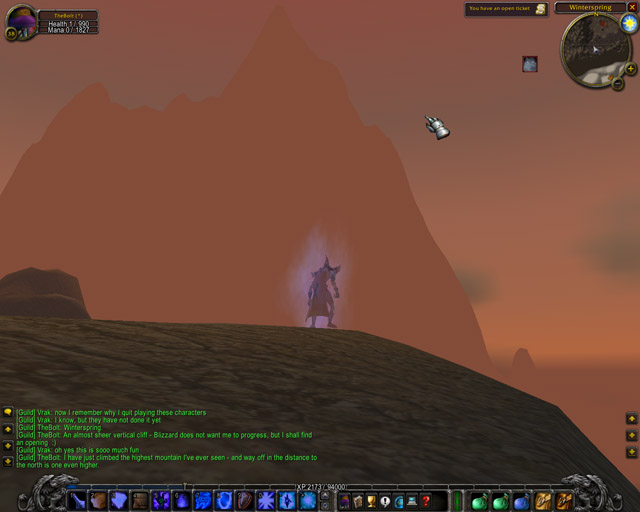 TheBolt (*)
Health 1 / 990
Mana 0 / 1827
38
You have an open ticket
Winterspring
N
[Guild] Vrak: now I remember why I quit playing these characters
[Guild] Vrak: I know, but they have not done it yet
[Guild] TheBolt: Winterspring
[Guild] TheBolt: An almost sheer vertical cliff - Blizzard does not want me to progress, but I shall find
an opening. :)
[Guild] Vrak: oh yes this is sooo much fun
[Guild] TheBolt: I have just climbed the highest mountain I've ever seen - and way off in the distance to
the north is one even higher.
XP 2173 / 94000